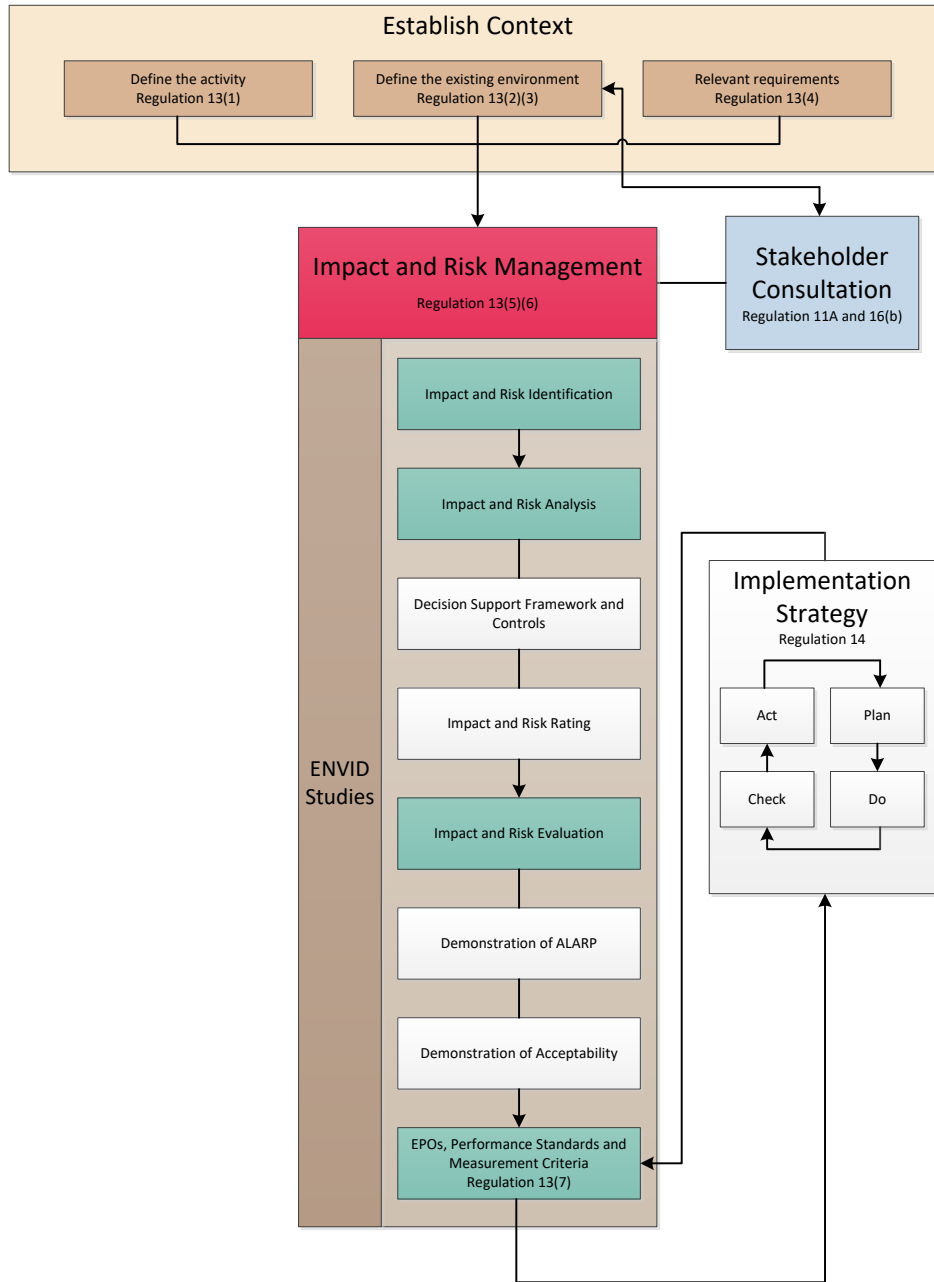 Establish Context
Define the activity
Regulation 13(1)
Define the existing environment
Regulation 13(2)(3)
Relevant requirements
Regulation 13(4)
Impact and Risk Management
Regulation 13(5)(6)
Stakeholder
Consultation
Regulation 11A and 16(b)
ENVID
Studies
Impact and Risk Identification
Impact and Risk Analysis
Decision Support Framework and
Controls
Impact and Risk Rating
Impact and Risk Evaluation
Demonstration of ALARP
Demonstration of Acceptability
EPOs, Performance Standards and
Measurement Criteria
Regulation 13(7)
Implementation
Strategy
Regulation 14
Act
Plan
Check
Do